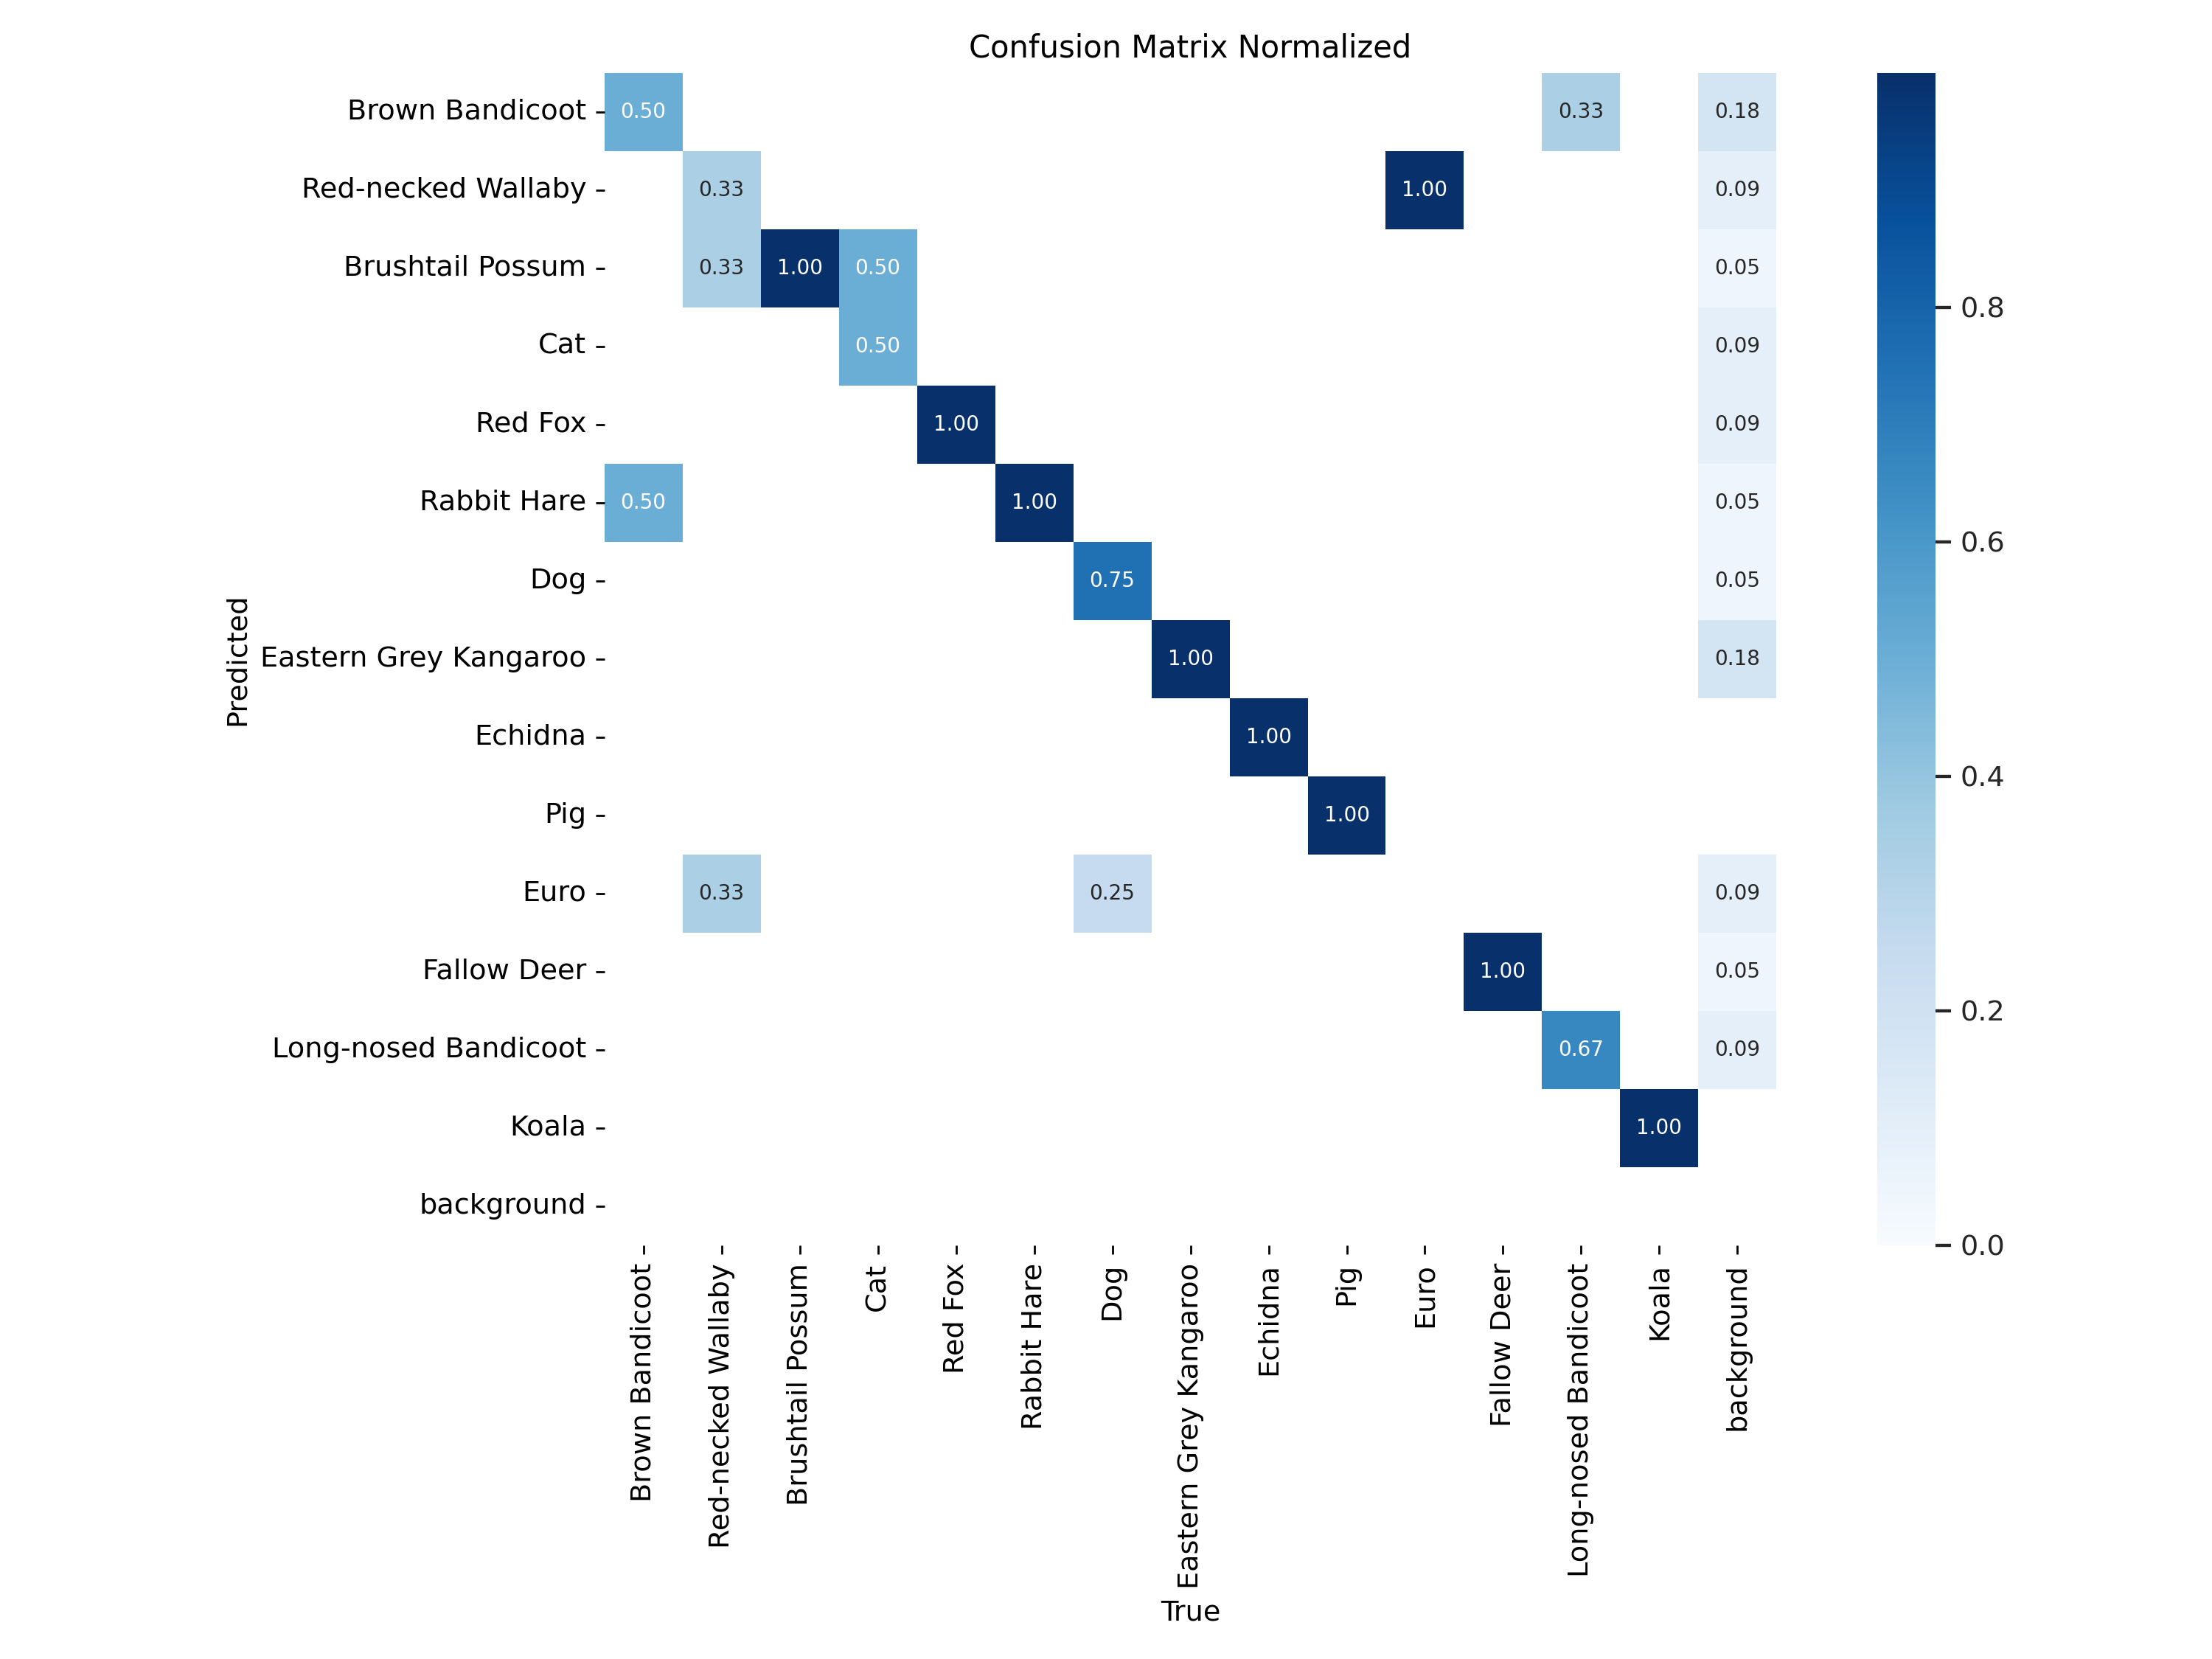 Confusion Matrix Normalized
Brown Bandicoot 0.50 0.33 0.18
Red-necked Wallaby 0.33 1.00 0.09
Brushtail Possum 0.33 1.00 0.50 0.05
Cat 0.50 0.09
Red Fox 1.00 0.09
Rabbit Hare 0.50 1.00 0.05
Dog 0.75 0.05
Eastern Grey Kangaroo 1.00 0.18
Echidna 1.00
Pig 1.00
Euro 0.33 0.25 0.09
Fallow Deer 1.00 0.05
Long-nosed Bandicoot 0.67 0.09
Koala 1.00
background
Predicted
Brown Bandicoot
Red-necked Wallaby
Brushtail Possum
Cat
Red Fox
Rabbit Hare
Dog
Eastern Grey Kangaroo
Echidna
Pig
Euro
Fallow Deer
Long-nosed Bandicoot
Koala
background
True
0.8
0.6
0.4
0.2
0.0